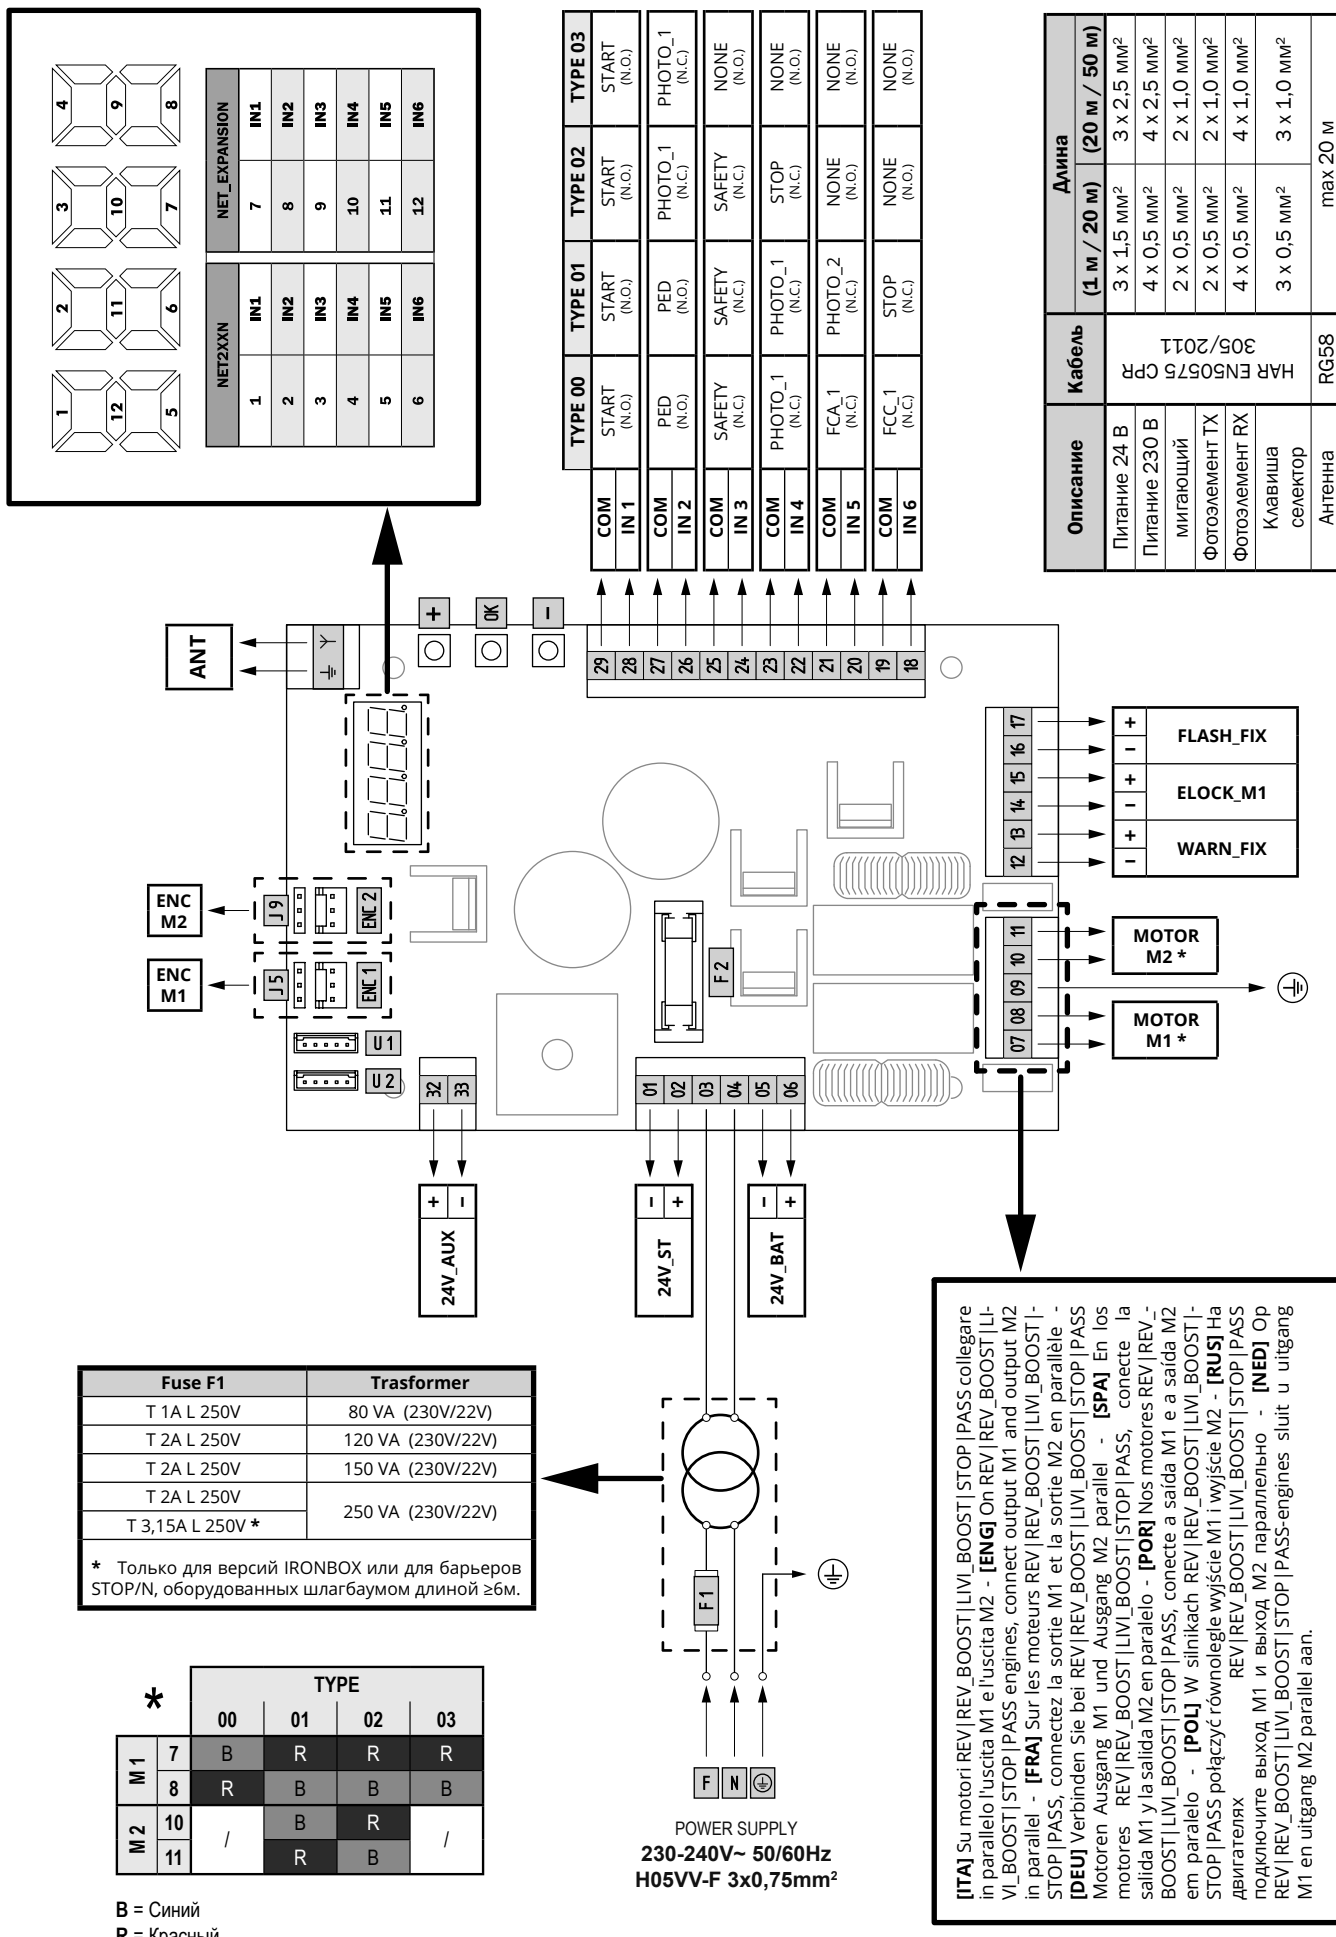 4
9
8
3
10
7
2
11
6
1
12
5
NET_EXPANSION
7 IN1
8 IN2
9 IN3
10 IN4
11 IN5
12 IN6
NET2XXN
1 IN1
2 IN2
3 IN3
4 IN4
5 IN5
6 IN6
TYPE 00 TYPE 01 TYPE 02 TYPE 03
COM
IN 1
START (N.O.) START (N.O.) START (N.O.) START (N.O.)
COM
IN 2
PED (N.O.) PED (N.O.) PHOTO_1 (N.C.) PHOTO_1 (N.C.)
COM
IN 3
SAFETY (N.C.) SAFETY (N.C.) SAFETY (N.C.) NONE (N.O.)
COM
IN 4
PHOTO_1 (N.C.) PHOTO_1 (N.C.) STOP (N.C.) NONE (N.O.)
COM
IN 5
FCA_1 (N.C.) PHOTO_2 (N.C.) NONE (N.O.) NONE (N.O.)
COM
IN 6
FCC_1 (N.C.) STOP (N.C.) NONE (N.O.) NONE (N.O.)
Описание Кабель Длина
(1 м / 20 м) (20 м / 50 м)
HAR EN50575 CPR
305/2011
Питание 24 В 3 x 1,5 мм² 3 x 2,5 мм²
Питание 230 В 4 x 0,5 мм² 4 x 2,5 мм²
мигающий 2 x 0,5 мм² 2 x 1,0 мм²
Фотоэлемент TX 2 x 0,5 мм² 2 x 1,0 мм²
Фотоэлемент RX 4 x 0,5 мм² 4 x 1,0 мм²
Клавиша
селектор
3 x 0,5 мм² 3 x 1,0 мм²
Антенна RG58 max 20 м
ANT
+
OK
−
29 28 27 26 25 24 23 22 21 20 19 18
17 + FLASH_FIX
16 −
15 + ELOCK_M1
14 −
13 + WARN_FIX
12 −
ENC
M2
J 9 ENC 2
ENC
M1
J 5 ENC 1
U 1
U 2
F 2
11
10
09
08
07
MOTOR
M2 *
MOTOR
M1 *
32 33
01 02 03 04 05 06
+ −
24V_AUX
− +
24V_ST
− +
24V_BAT
Fuse F1 Trasformer
T 1A L 250V 80 VA (230V/22V)
T 2A L 250V 120 VA (230V/22V)
T 2A L 250V 150 VA (230V/22V)
T 2A L 250V 250 VA (230V/22V)
T 3,15A L 250V *
* Только для версий IRONBOX или для барьеров
STOP/N, оборудованных шлагбаумом длиной ≥6м.
F 1
F N
POWER SUPPLY
230-240V~ 50/60Hz
H05VV-F 3x0,75mm²
* TYPE
00 01 02 03
M 1 7 B R R R
8 R B B B
M 2 10 / B R /
11 R B
B = Синий
R = Красный
[ITA] Su motori REV|REV_BOOST|LIVI_BOOST|STOP|PASS collegare
in parallelo l'uscita M1 e l'uscita M2 - [ENG] On REV|REV_BOOST|LI-
VI_BOOST|STOP|PASS engines, connect output M1 and output M2
in parallel - [FRA] Sur les moteurs REV|REV_BOOST|LIVI_BOOST|-
STOP|PASS, connectez la sortie M1 et la sortie M2 en parallèle -
[DEU] Verbinden Sie bei REV|REV_BOOST|LIVI_BOOST|STOP|PASS
Motoren Ausgang M1 und Ausgang M2 parallel - [SPA] En los
motores REV|REV_BOOST|LIVI_BOOST|STOP|PASS, conecte la
salida M1 y la salida M2 en paralelo - [POR] Nos motores REV|REV_-
BOOST|LIVI_BOOST|STOP|PASS, conecte a saída M1 e a saída M2
em paralelo - [POL] W silnikach REV|REV_BOOST|LIVI_BOOST|-
STOP|PASS połączyć równolegle wyjście M1 i wyjście M2 - [RUS] На
двигателях REV|REV_BOOST|LIVI_BOOST|STOP|PASS
подключите выход M1 и выход M2 параллельно - [NED] Op
REV|REV_BOOST|LIVI_BOOST|STOP|PASS-engines sluit u uitgang
M1 en uitgang M2 parallel aan.